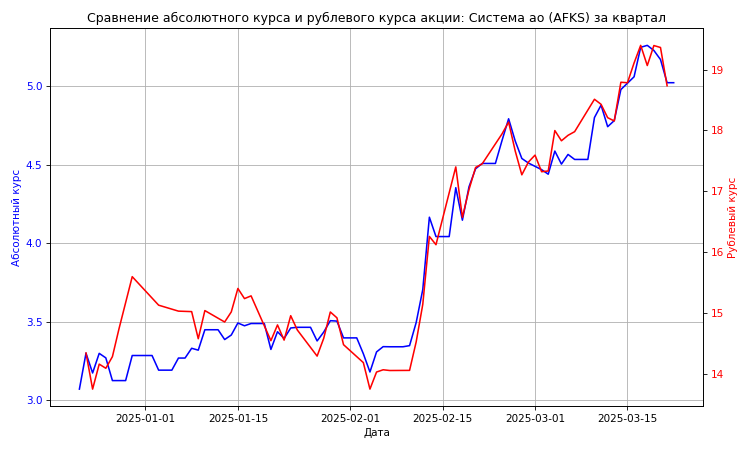 Сравнение абсолютного курса и рублевого курса акции: Система ао (AFKS) за квартал
Абсолютный курс
5.0
4.5
4.0
3.5
3.0
19
18
17
16
15
14
Рублевый курс
2025-01-01 2025-01-15 2025-02-01 2025-02-15 2025-03-01 2025-03-15
Дата